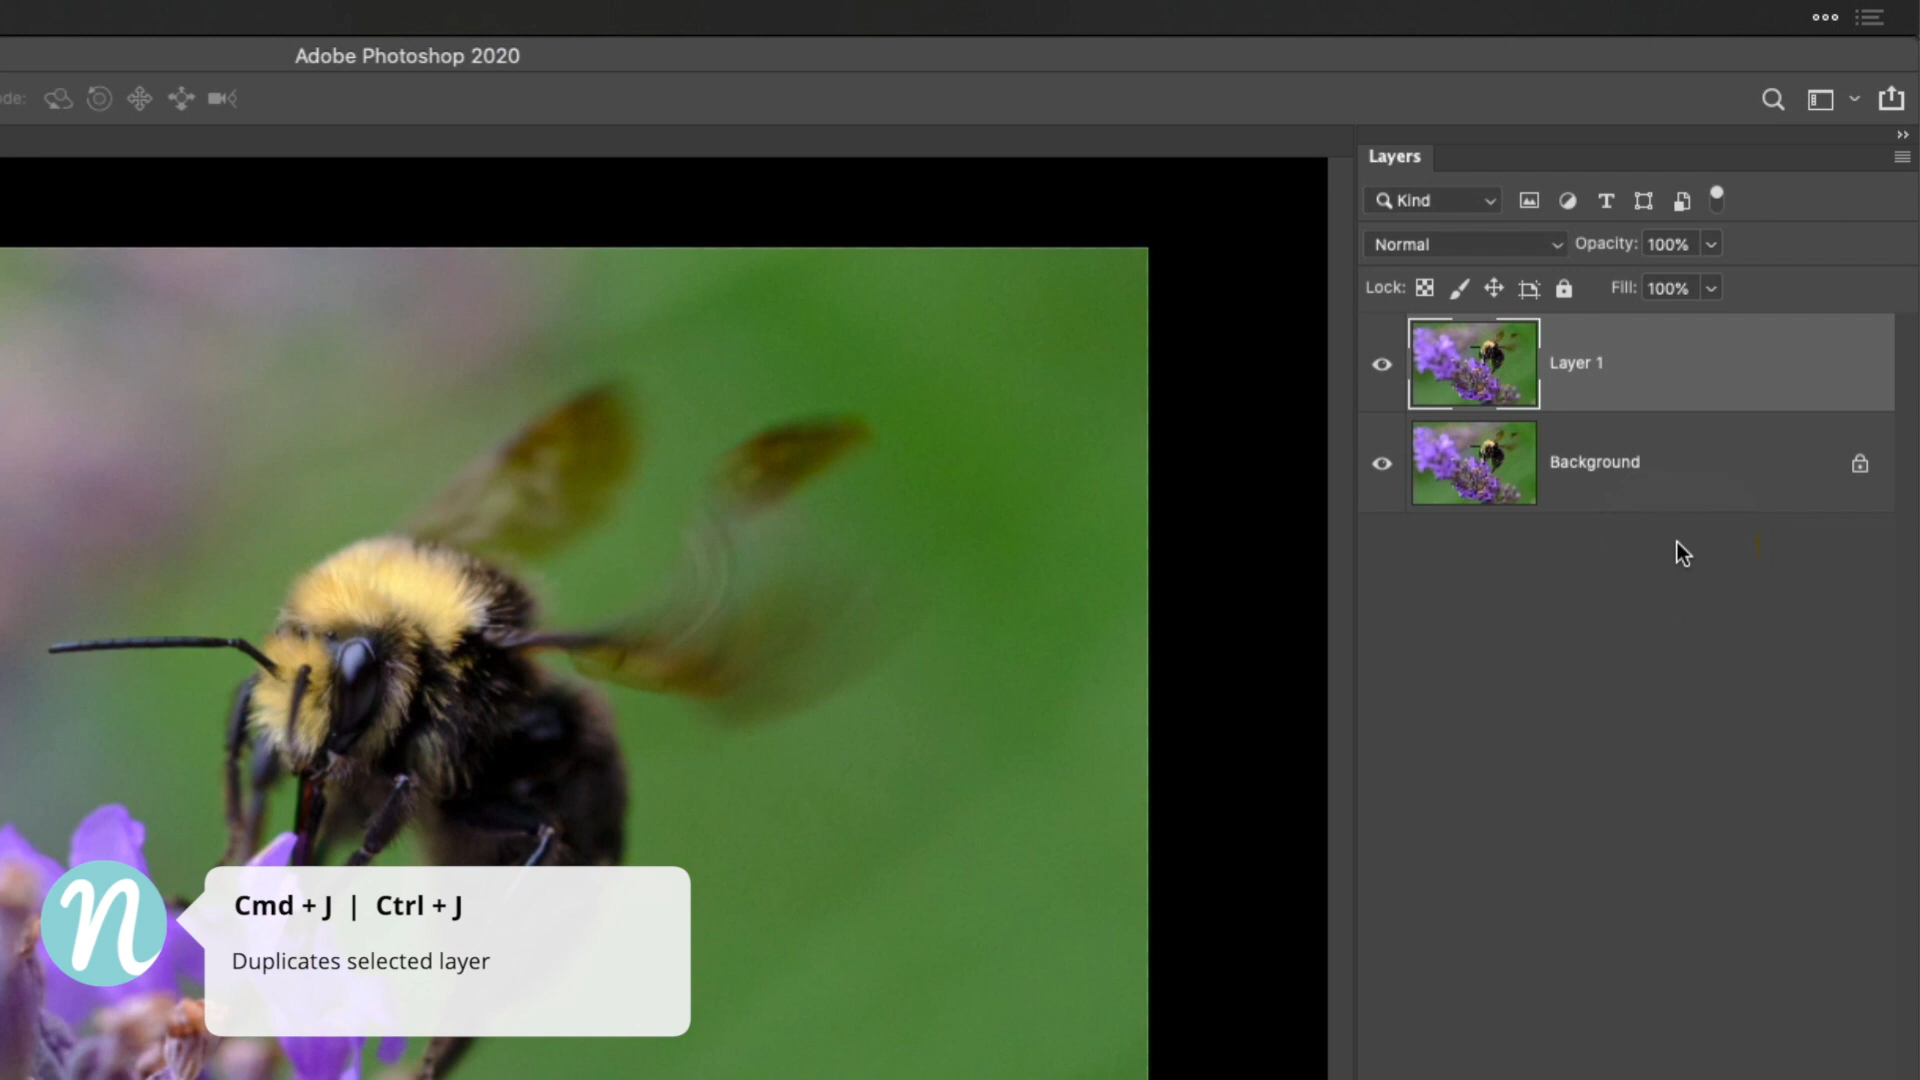 Adobe Photoshop 2020
ode:
Layers
Kind
Normal
Opacity: 100%
Lock:
Fill: 100%
Layer 1
Background
n
Cmd + J | Ctrl + J
Duplicates selected layer